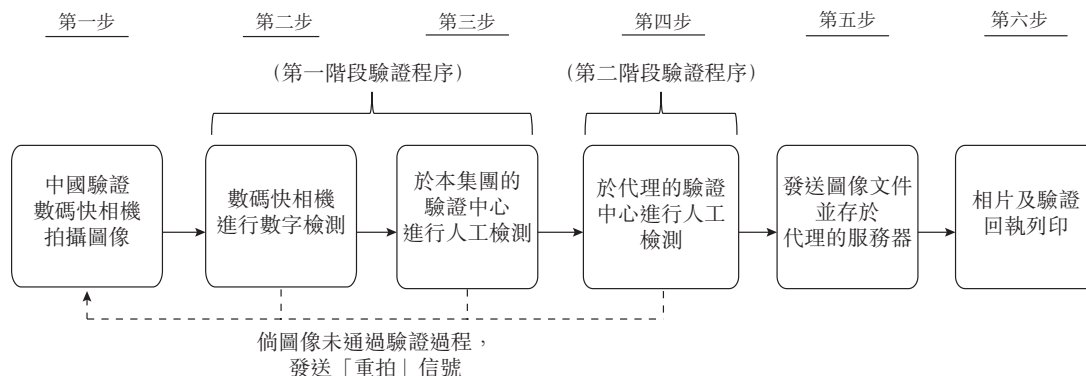 第一步
第二步
第三步
第四步
第五步
第六步
(第一階段驗證程序)
(第二階段驗證程序)
中國驗證
數碼快相機
拍攝圖像
數碼快相機
進行數字檢測
於本集團的
驗證中心
進行人工檢測
於代理的驗證
中心進行人工
檢測
發送圖像文件
並存於
代理的服務器
相片及驗證
回執列印
倘圖像未通過驗證過程，
發送「重拍」信號